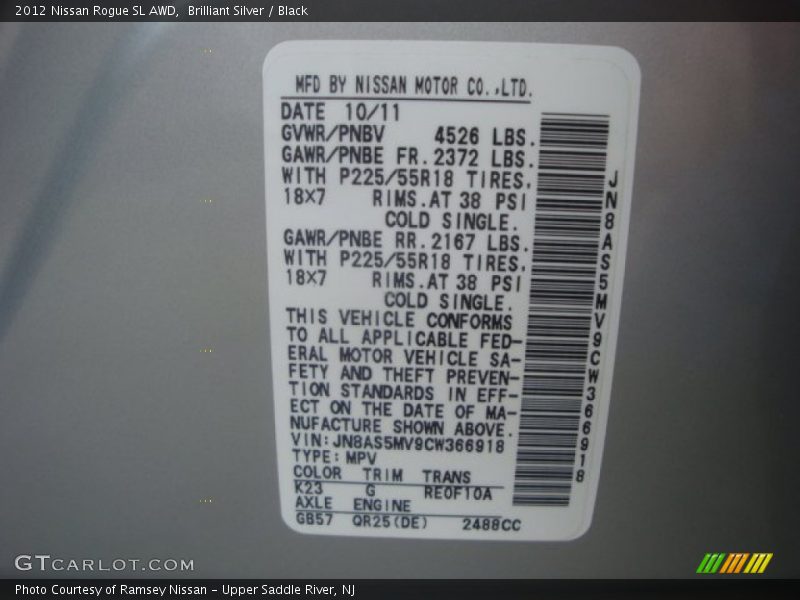 2012 Nissan Rogue SL AWD,  Brilliant Silver / Black
MFD BY NISSAN MOTOR CO.,LTD.
DATE 10/11
GVWR/PNBV 4526 LBS.
GAWR/PNBE FR.2372 LBS.
WITH P225/55R18 TIRES,
18X7 RIMS.AT 38 PSI
COLD SINGLE.
GAWR/PNBE RR.2167 LBS.
WITH P225/55R18 TIRES,
18X7 RIMS.AT 38 PSI
COLD SINGLE.
THIS VEHICLE CONFORMS
TO ALL APPLICABLE FED-
ERAL MOTOR VEHICLE SA-
FETY AND THEFT PREVEN-
TION STANDARDS IN EFF-
ECT ON THE DATE OF MA-
NUFACTURE SHOWN ABOVE.
VIN:JN8AS5MV9CW366918
TYPE:MPV
COLOR TRIM TRANS
K23 G RE0F10A
AXLE ENGINE
GB57 QR25(DE) 2488CC
JN8AS5MV9CW366918
GTCARLOT.COM
Photo Courtesy of Ramsey Nissan - Upper Saddle River, NJ